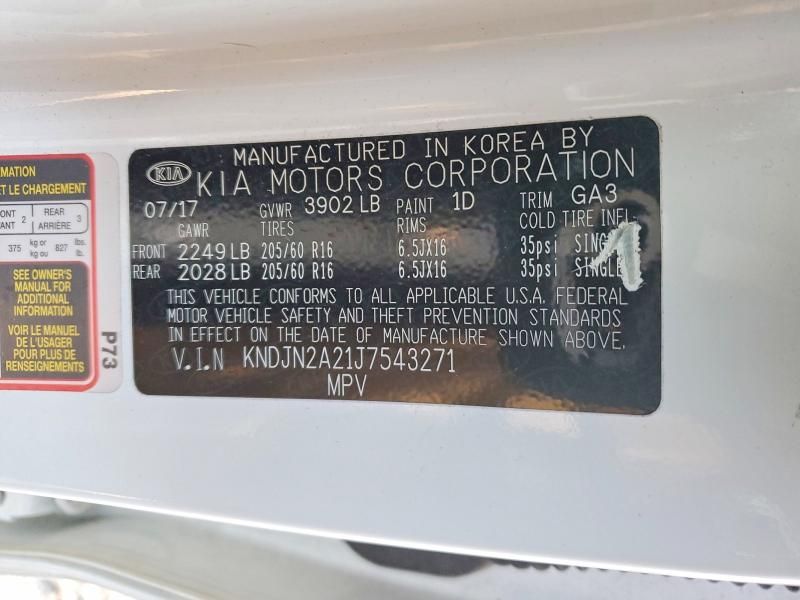 MATION
ET LE CHARGEMENT
ONT REAR
ANT 2 ARRIÈRE 3
375 kg or kg ou 827 lbs. lb.
SEE OWNER'S
MANUAL FOR
ADDITIONAL
INFORMATION
VOIR LE MANUEL
DE L'USAGER
POUR PLUS DE
RENSEIGNEMENTS
P73
MANUFACTURED IN KOREA BY
KIA KIA MOTORS CORPORATION
07/17 GVWR 3902 LB PAINT 1D TRIM GA3
GAWR TIRES RIMS COLD TIRE INFL
FRONT 2249 LB 205/60 R16 6.5JX16 35psi SINGLE
REAR 2028 LB 205/60 R16 6.5JX16 35psi SINGLE
1
THIS VEHICLE CONFORMS TO ALL APPLICABLE U.S.A. FEDERAL
MOTOR VEHICLE SAFETY AND THEFT PREVENTION STANDARDS
IN EFFECT ON THE DATE OF MANUFACTURE SHOWN ABOVE.
V.I.N KNDJN2A21J7543271
MPV